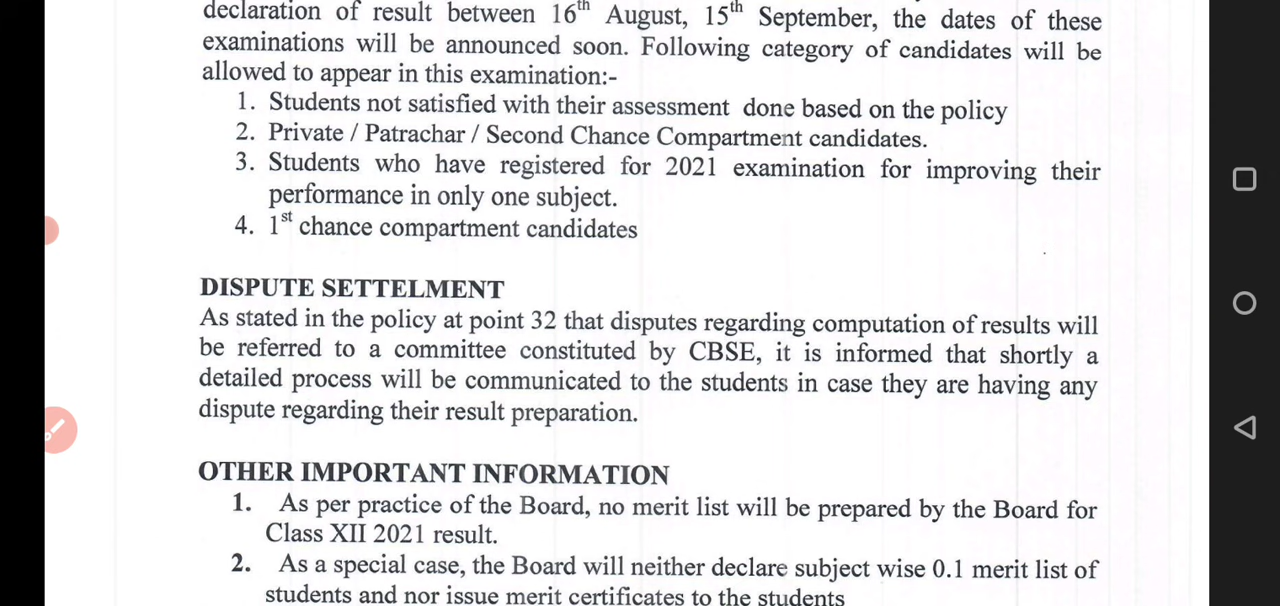 declaration of result between 16th August, 15th September, the dates of these
examinations will be announced soon. Following category of candidates will be
allowed to appear in this examination:-
1. Students not satisfied with their assessment done based on the policy
2. Private / Patrachar / Second Chance Compartment candidates.
3. Students who have registered for 2021 examination for improving their
performance in only one subject.
4. 1st chance compartment candidates
DISPUTE SETTELMENT
As stated in the policy at point 32 that disputes regarding computation of results will
be referred to a committee constituted by CBSE, it is informed that shortly a
detailed process will be communicated to the students in case they are having any
dispute regarding their result preparation.
OTHER IMPORTANT INFORMATION
1. As per practice of the Board, no merit list will be prepared by the Board for
Class XII 2021 result.
2. As a special case, the Board will neither declare subject wise 0.1 merit list of
students and nor issue merit certificates to the students